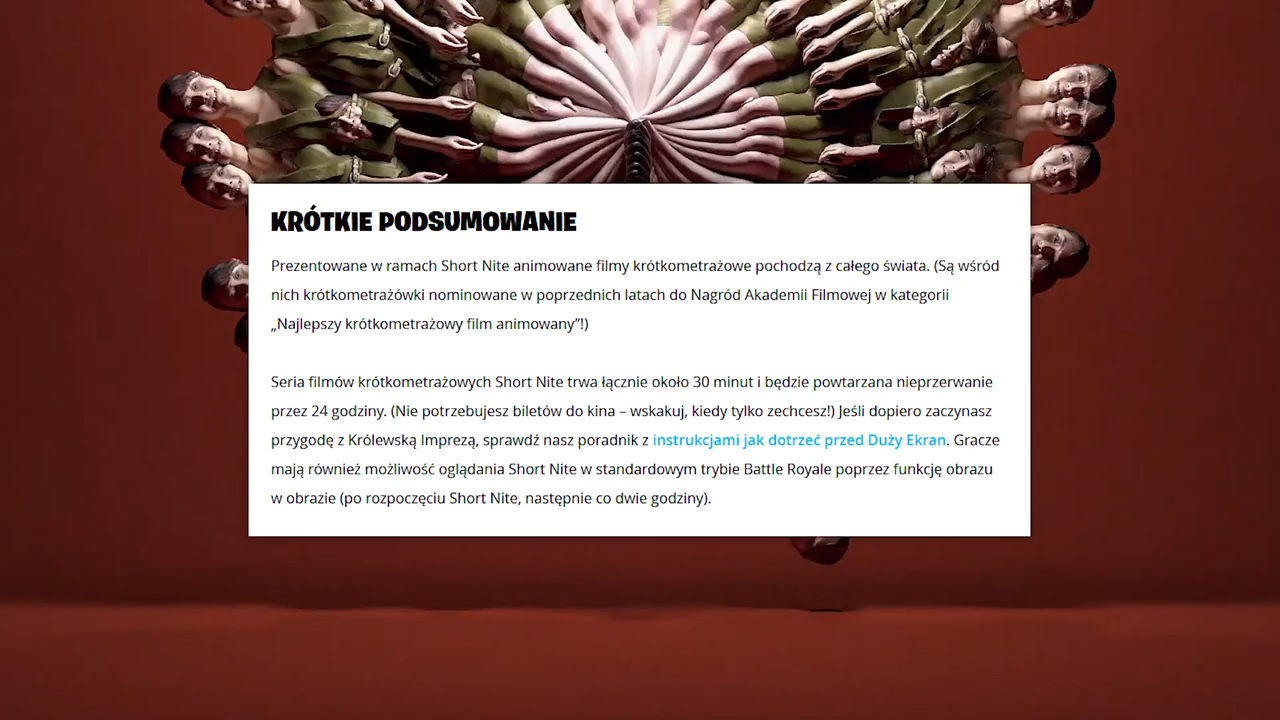 KRÓTKIE PODSUMOWANIE
Prezentowane w ramach Short Nite animowane filmy krótkometrażowe pochodzą z całego świata. (Są wśród
nich krótkometrażówki nominowane w poprzednich latach do Nagród Akademii Filmowej w kategorii
„Najlepszy krótkometrażowy film animowany”!)
Seria filmów krótkometrażowych Short Nite trwa łącznie około 30 minut i będzie powtarzana nieprzerwanie
przez 24 godziny. (Nie potrzebujesz biletów do kina – wskakuj, kiedy tylko zechcesz!) Jeśli dopiero zaczynasz
przygodę z Królewską Imprezą, sprawdź nasz poradnik z instrukcjami jak dotrzeć przed Duży Ekran. Gracze
mają również możliwość oglądania Short Nite w standardowym trybie Battle Royale poprzez funkcję obrazu
w obrazie (po rozpoczęciu Short Nite, następnie co dwie godziny).